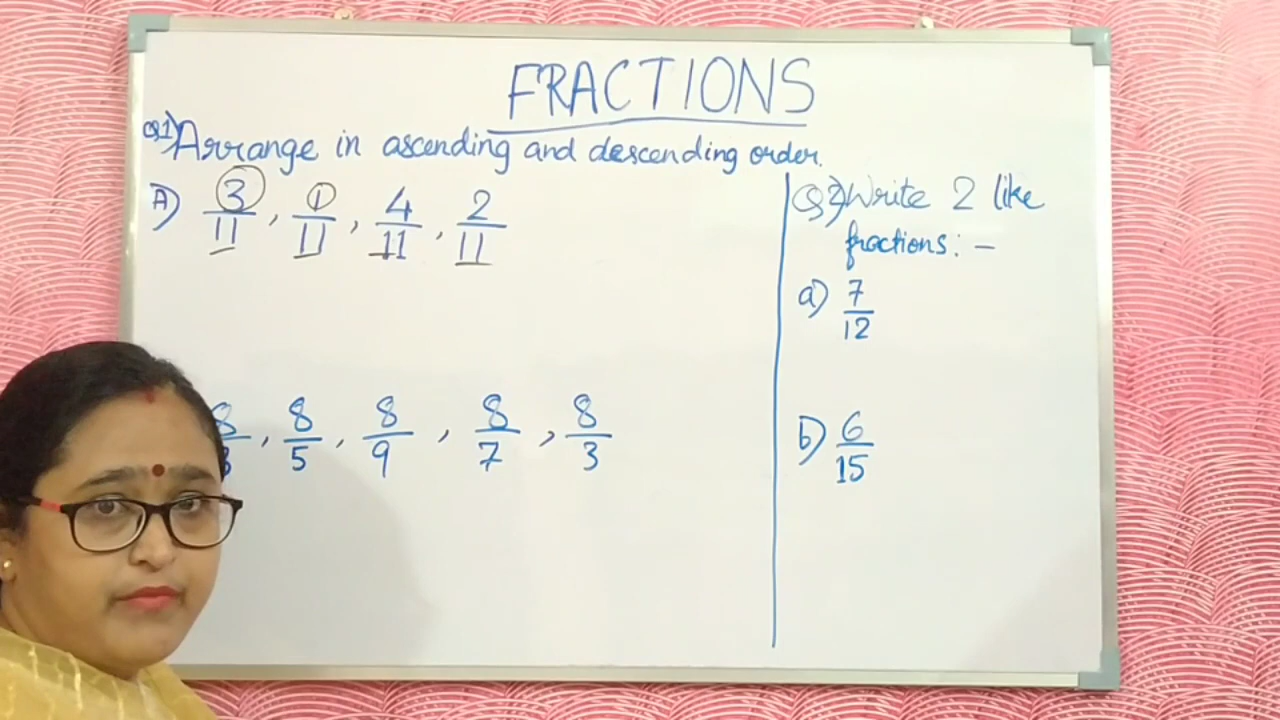 FRACTIONS
Q1) Arrange in ascending and descending order.
A) 3/11, 1/11, 4/11, 2/11
8/5, 8/9, 8/7, 8/3
Q2) Write 2 like
fractions: -
a) 7/12
b) 6/15